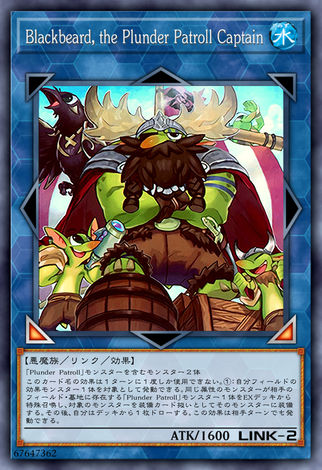 Blackbeard, the Plunder Patroll Captain
水
【悪魔族／リンク／効果】
「Plunder Patroll」モンスターを含むモンスター２体
このカード名の効果は１ターンに１度しか使用できない。①：自分フィールドの
効果モンスター１体を対象として発動できる。同じ属性のモンスターが相手の
フィールド・墓地に存在する「Plunder Patroll」モンスター１体をEXデッキから
特殊召喚し、対象のモンスターを装備カード扱いとしてそのモンスターに装備
する。その後、自分はデッキから１枚ドローする。この効果は相手ターンでも
発動できる。
ATK/1600 LINK-2
67647362